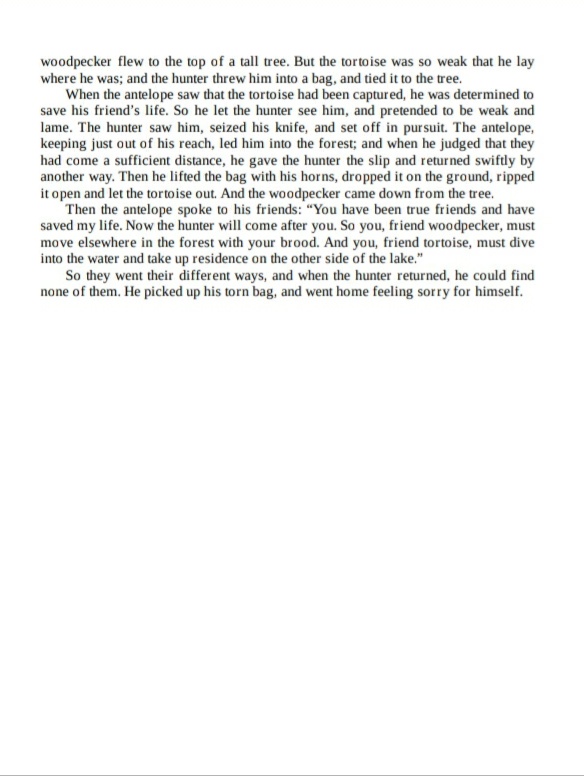 woodpecker flew to the top of a tall tree. But the tortoise was so weak that he lay
where he was; and the hunter threw him into a bag, and tied it to the tree.
When the antelope saw that the tortoise had been captured, he was determined to
save his friend’s life. So he let the hunter see him, and pretended to be weak and
lame. The hunter saw him, seized his knife, and set off in pursuit. The antelope,
keeping just out of his reach, led him into the forest; and when he judged that they
had come a sufficient distance, he gave the hunter the slip and returned swiftly by
another way. Then he lifted the bag with his horns, dropped it on the ground, ripped
it open and let the tortoise out. And the woodpecker came down from the tree.
Then the antelope spoke to his friends: “You have been true friends and have
saved my life. Now the hunter will come after you. So you, friend woodpecker, must
move elsewhere in the forest with your brood. And you, friend tortoise, must dive
into the water and take up residence on the other side of the lake.”
So they went their different ways, and when the hunter returned, he could find
none of them. He picked up his torn bag, and went home feeling sorry for himself.